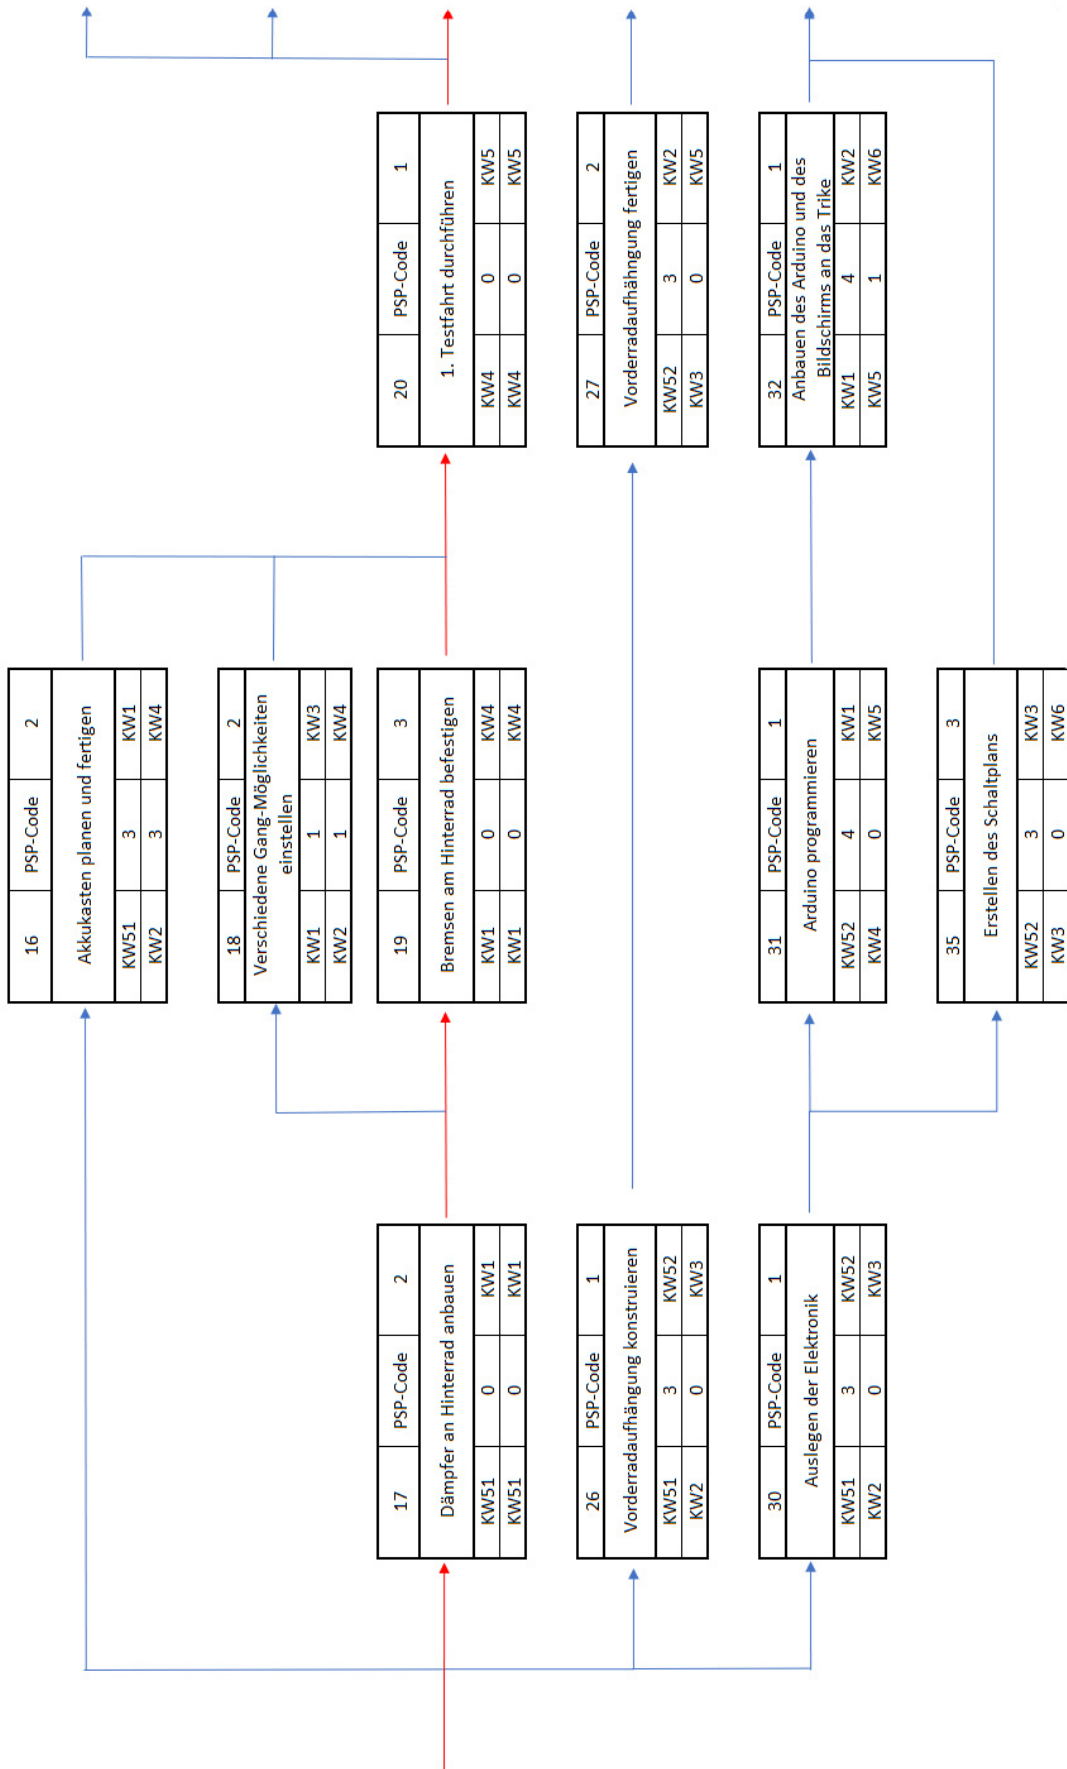 16 PSP-Code 2
Akkukasten planen und fertigen
KW51 3 KW1
KW2 3 KW4
18 PSP-Code 2
Verschiedene Gang-Möglichkeiten
einstellen
KW1 1 KW3
KW2 1 KW4
17 PSP-Code 2
Dämpfer an Hinterrad anbauen
KW51 0 KW1
KW51 0 KW1
19 PSP-Code 3
Bremsen am Hinterrad befestigen
KW1 0 KW4
KW1 0 KW4
20 PSP-Code 1
1. Testfahrt durchführen
KW4 0 KW5
KW4 0 KW5
26 PSP-Code 1
Vorderradaufhängung konstruieren
KW51 3 KW52
KW2 0 KW3
27 PSP-Code 2
Vorderradaufhähngung fertigen
KW52 3 KW2
KW3 0 KW5
30 PSP-Code 1
Auslegen der Elektronik
KW51 3 KW52
KW2 0 KW3
31 PSP-Code 1
Arduino programmieren
KW52 4 KW1
KW4 0 KW5
32 PSP-Code 1
Anbauen des Arduino und des
Bildschirms an das Trike
KW1 4 KW2
KW5 1 KW6
35 PSP-Code 3
Erstellen des Schaltplans
KW52 3 KW3
KW3 0 KW6